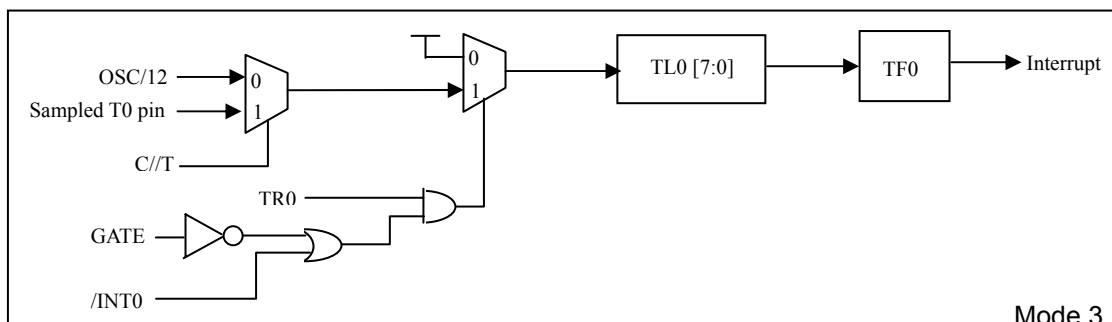 OSC/12
0
Sampled T0 pin
1
C//T
0
1
TL0 [7:0]
TF0
Interrupt
TR0
GATE
/INT0
Mode 3